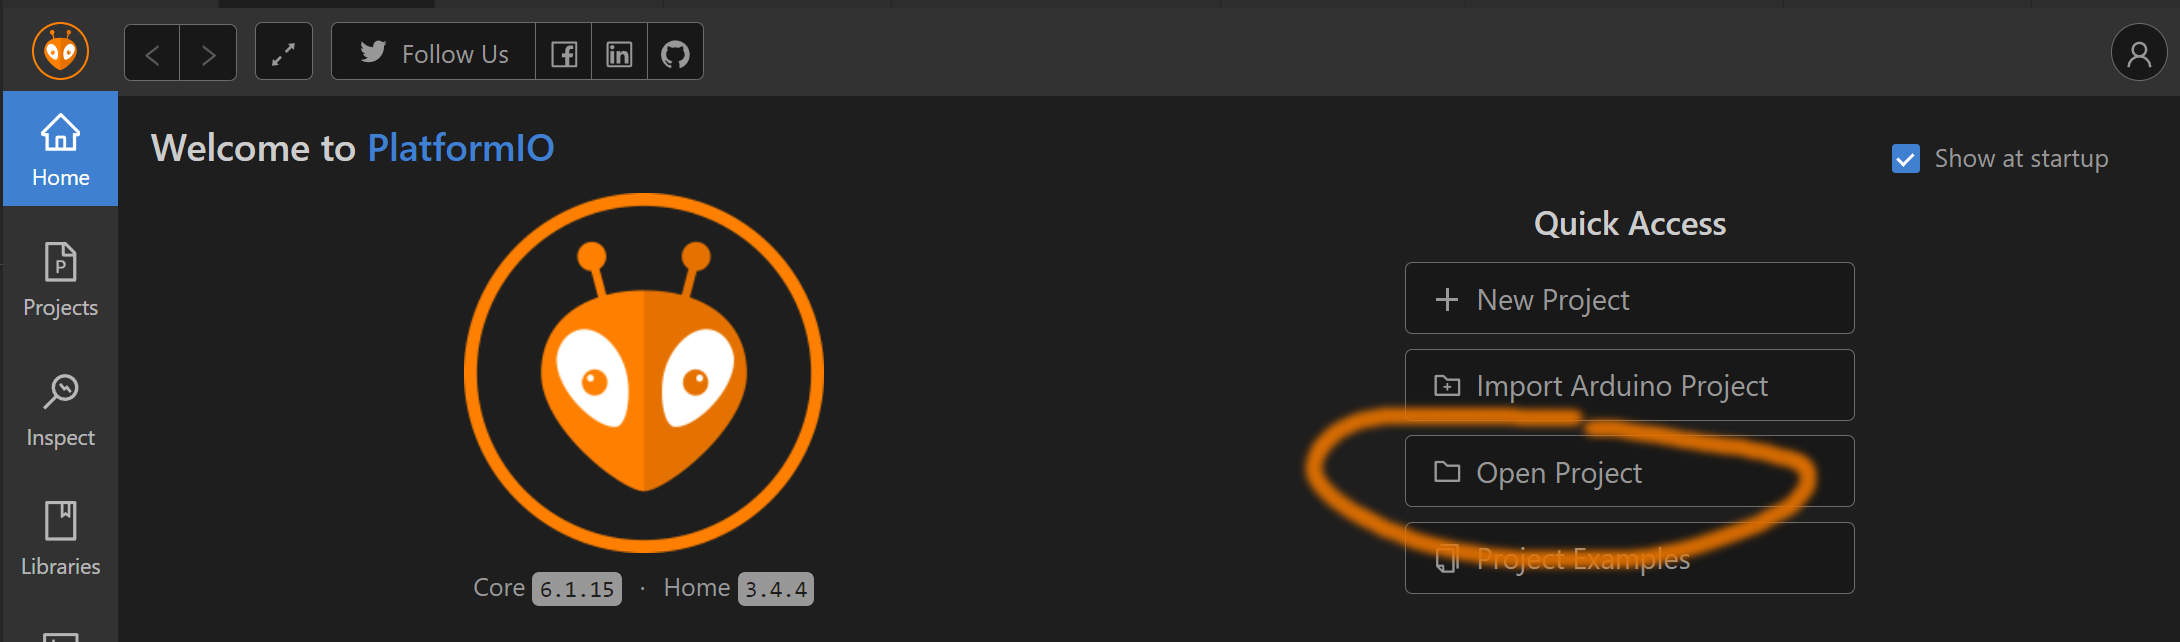 Follow Us
Home
Projects
Inspect
Libraries
Welcome to PlatformIO
Core 6.1.15 · Home 3.4.4
Show at startup
Quick Access
New Project
Import Arduino Project
Open Project
Project Examples